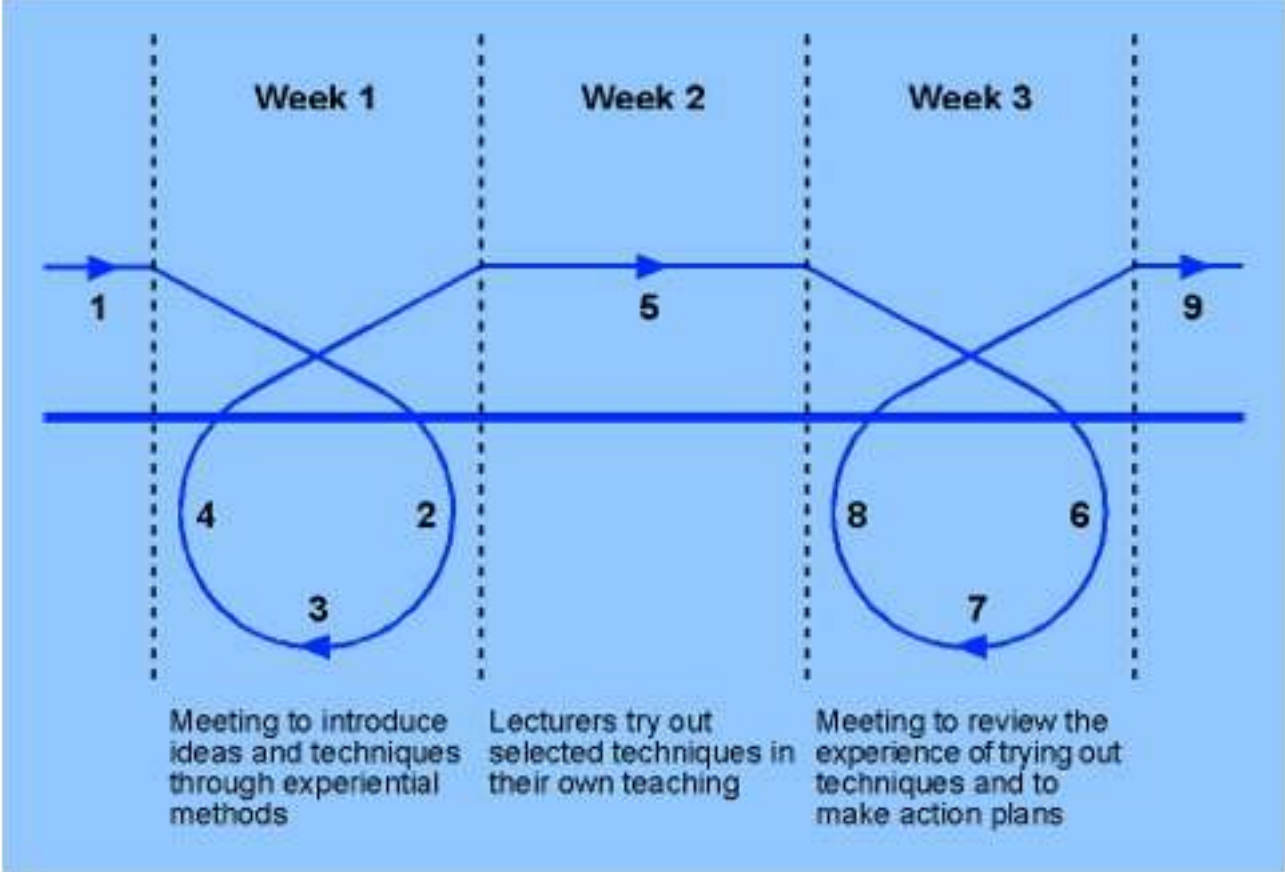 Week 1
Week 2
Week 3
1
5
9
4
2
8
6
3
7
Meeting to introduce
ideas and techniques
through experiential
methods
Lecturers try out
selected techniques in
their own teaching
Meeting to review the
experience of trying out
techniques and to
make action plans